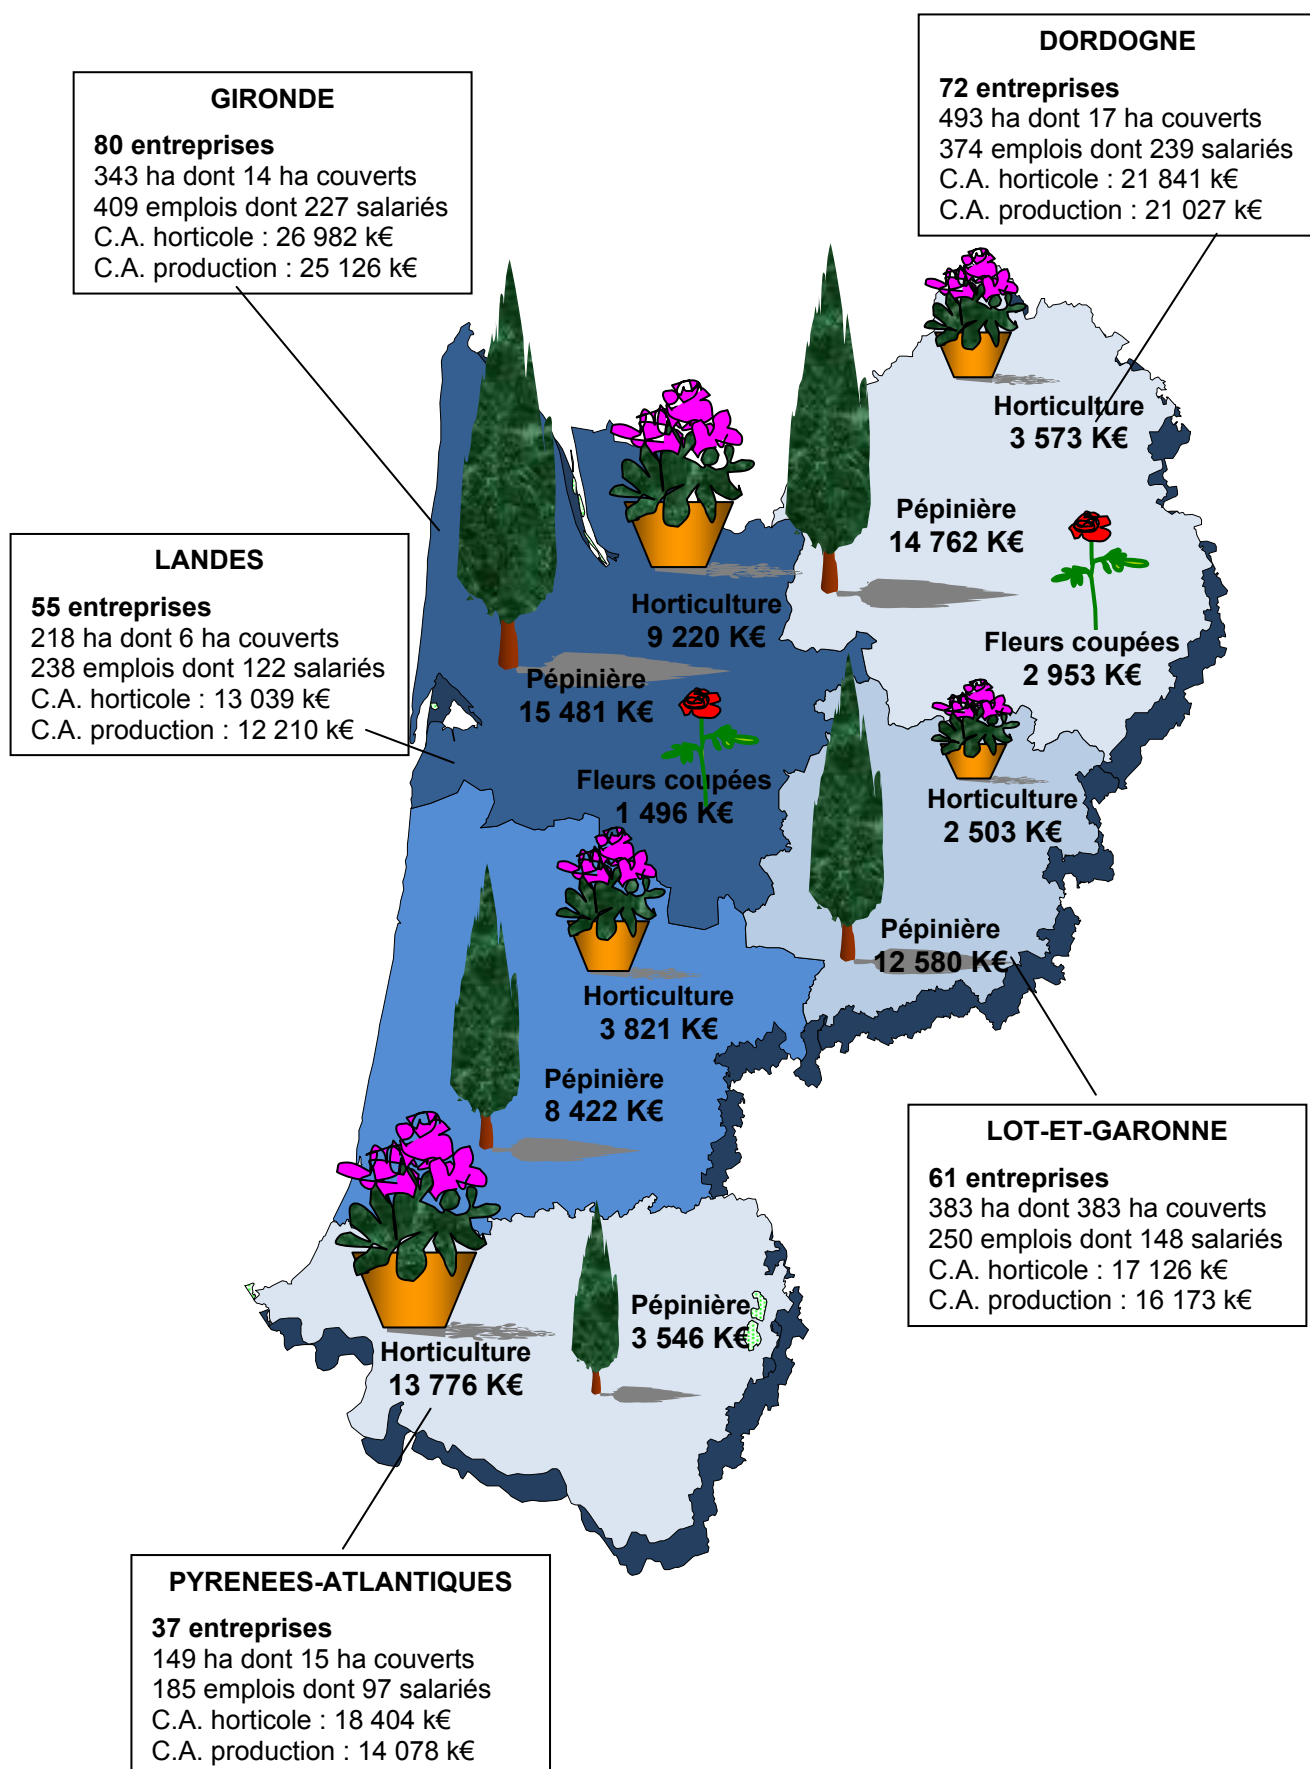 DORDOGNE
72 entreprises
493 ha dont 17 ha couverts
374 emplois dont 239 salariés
C.A. horticole : 21 841 k€
C.A. production : 21 027 k€
GIRONDE
80 entreprises
343 ha dont 14 ha couverts
409 emplois dont 227 salariés
C.A. horticole : 26 982 k€
C.A. production : 25 126 k€
Horticulture
3 573 K€
Pépinière
14 762 K€
Fleurs coupées
2 953 K€
Horticulture
9 220 K€
Pépinière
15 481 K€
Fleurs coupées
1 496 K€
LANDES
55 entreprises
218 ha dont 6 ha couverts
238 emplois dont 122 salariés
C.A. horticole : 13 039 k€
C.A. production : 12 210 k€
Horticulture
2 503 K€
Pépinière
12 580 K€
Horticulture
3 821 K€
Pépinière
8 422 K€
LOT-ET-GARONNE
61 entreprises
383 ha dont 383 ha couverts
250 emplois dont 148 salariés
C.A. horticole : 17 126 k€
C.A. production : 16 173 k€
Pépinière
3 546 K€
Horticulture
13 776 K€
PYRENEES-ATLANTIQUES
37 entreprises
149 ha dont 15 ha couverts
185 emplois dont 97 salariés
C.A. horticole : 18 404 k€
C.A. production : 14 078 k€